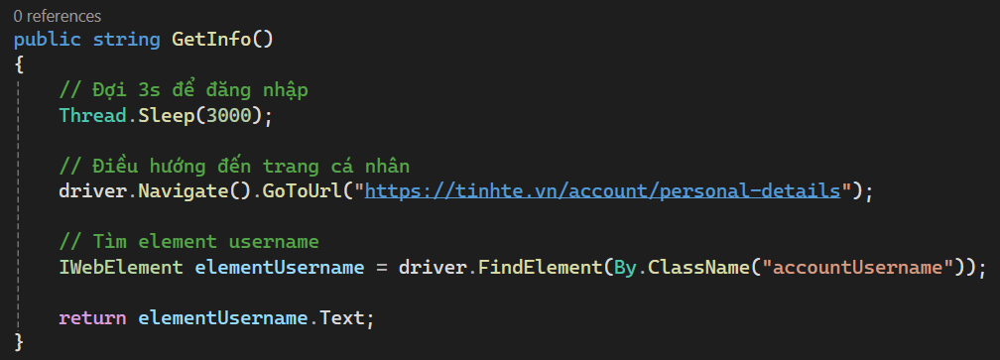 0 references
public string GetInfo()
{
// Đợi 3s để đăng nhập
Thread.Sleep(3000);
// Điều hướng đến trang cá nhân
driver.Navigate().GoToUrl("https://tinhte.vn/account/personal-details");
// Tìm element username
IWebElement elementUsername = driver.FindElement(By.ClassName("accountUsername"));
return elementUsername.Text;
}